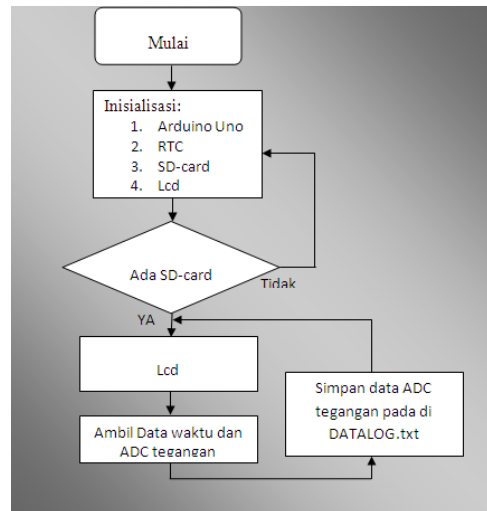 Mulai
Inisialisasi:
1. Arduino Uno
2. RTC
3. SD-card
4. Lcd
Ada SD-card
Tidak
YA
Lcd
Ambil Data waktu dan
ADC tegangan
Simpan data ADC
tegangan pada di
DATALOG.txt